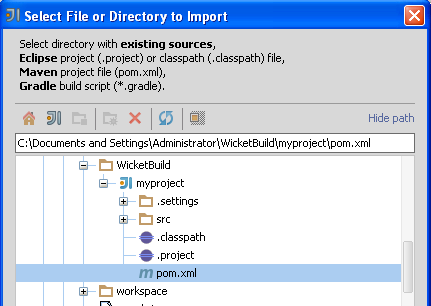 Select File or Directory to Import
Select directory with existing sources,
Eclipse project (.project) or classpath (.classpath) file,
Maven project file (pom.xml),
Gradle build script (*.gradle).
Hide path
C:\Documents and Settings\Administrator\WicketBuild\myproject\pom.xml
WicketBuild
myproject
.settings
src
.classpath
.project
m pom.xml
workspace